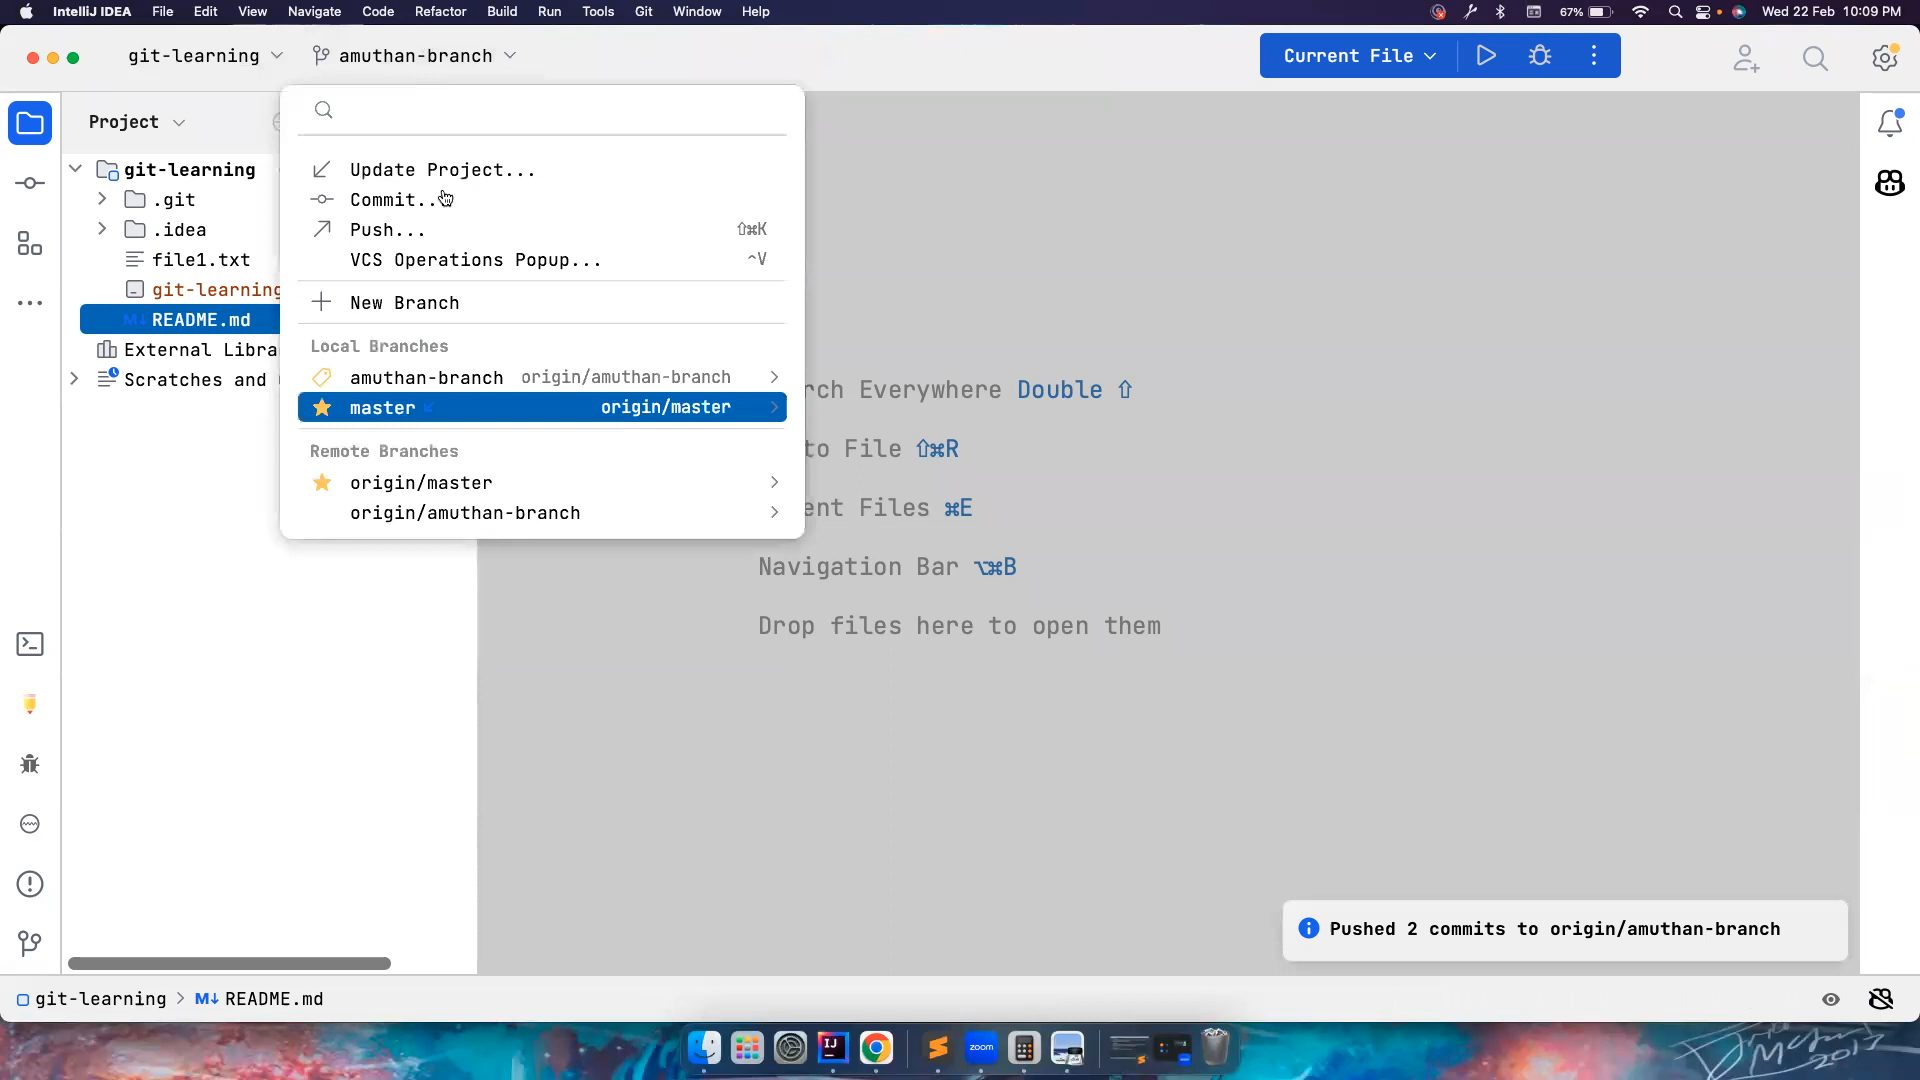 IntelliJ IDEA File Edit View Navigate Code Refactor Build Run Tools Git Window Help 67% Wed 22 Feb 10:09 PM
git-learning amuthan-branch Current File
Project
git-learning
.git
.idea
file1.txt
git-learning
README.md
External Libra
Scratches and
Update Project...
Commit...
Push... ⇧⌘K
VCS Operations Popup... ⌃V
New Branch
Local Branches
amuthan-branch origin/amuthan-branch
master origin/master
Remote Branches
origin/master
origin/amuthan-branch
rch Everywhere Double ⇧
to File ⇧⌘R
ent Files ⌘E
Navigation Bar ⌥⌘B
Drop files here to open them
Pushed 2 commits to origin/amuthan-branch
git-learning > M↓ README.md
IJ zoom
2017